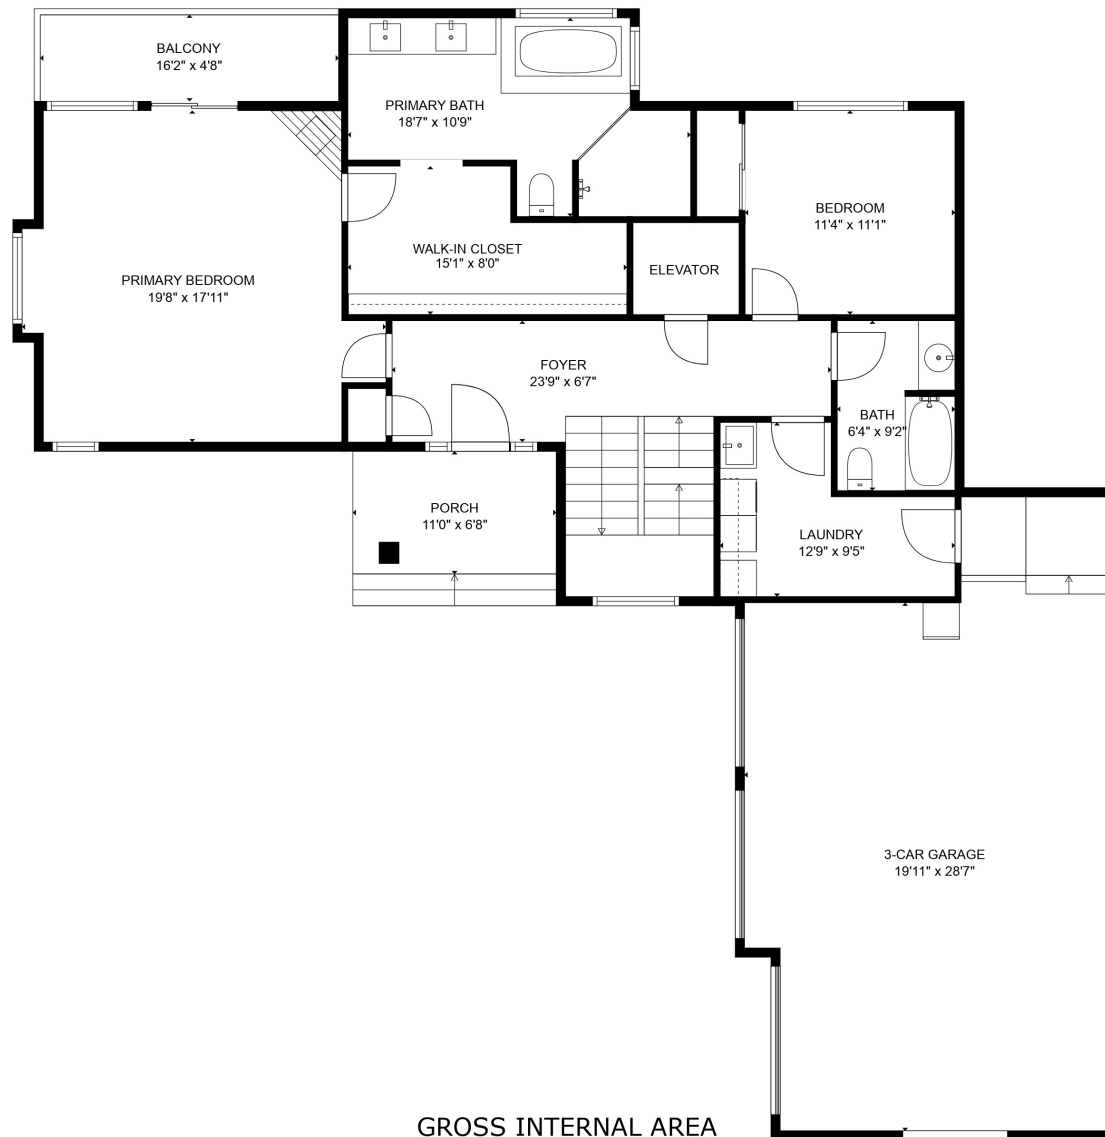 BALCONY
16'2" x 4'8"
PRIMARY BATH
18'7" x 10'9"
BEDROOM
11'4" x 11'1"
WALK-IN CLOSET
15'1" x 8'0"
ELEVATOR
PRIMARY BEDROOM
19'8" x 17'11"
FOYER
23'9" x 6'7"
BATH
6'4" x 9'2"
PORCH
11'0" x 6'8"
LAUNDRY
12'9" x 9'5"
3-CAR GARAGE
19'11" x 28'7"
GROSS INTERNAL AREA